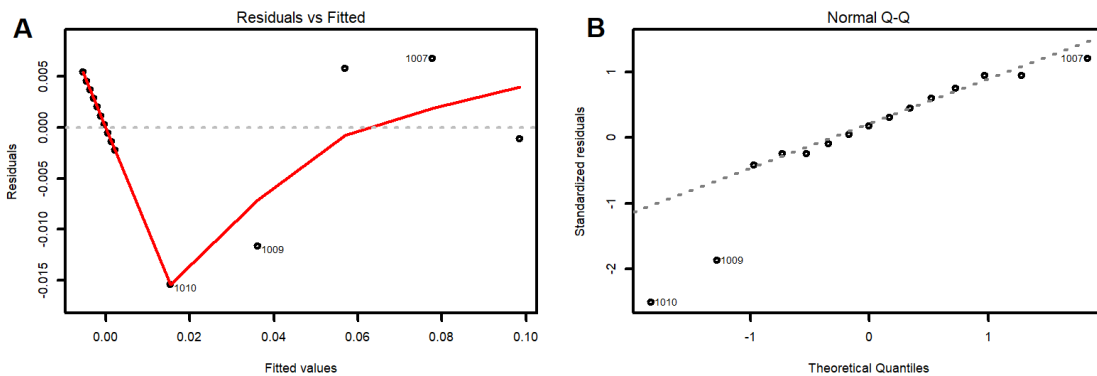 A
Residuals vs Fitted
Residuals
0.005
0.000
-0.005
-0.010
-0.015
1007
1009
1010
0.00 0.02 0.04 0.06 0.08 0.10
Fitted values
B
Normal Q-Q
Standardized residuals
1
0
-1
-2
1007
1009
1010
-1 0 1
Theoretical Quantiles